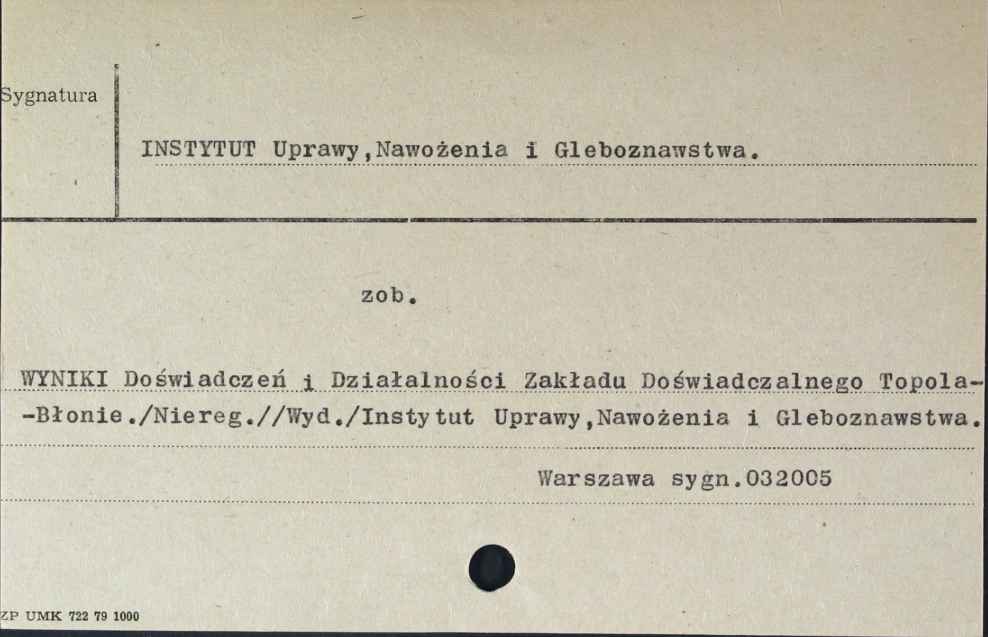 Sygnatura
INSTYTUT Uprawy,Nawożenia i Gleboznawstwa.
zob.
WYNIKI Doświadczeń i Działalności Zakładu Doświadczalnego Topola-
-Błonie./Niereg.//Wyd./Instytut Uprawy,Nawożenia i Gleboznawstwa.
Warszawa sygn.032005
ZP UMK 722 79 1000